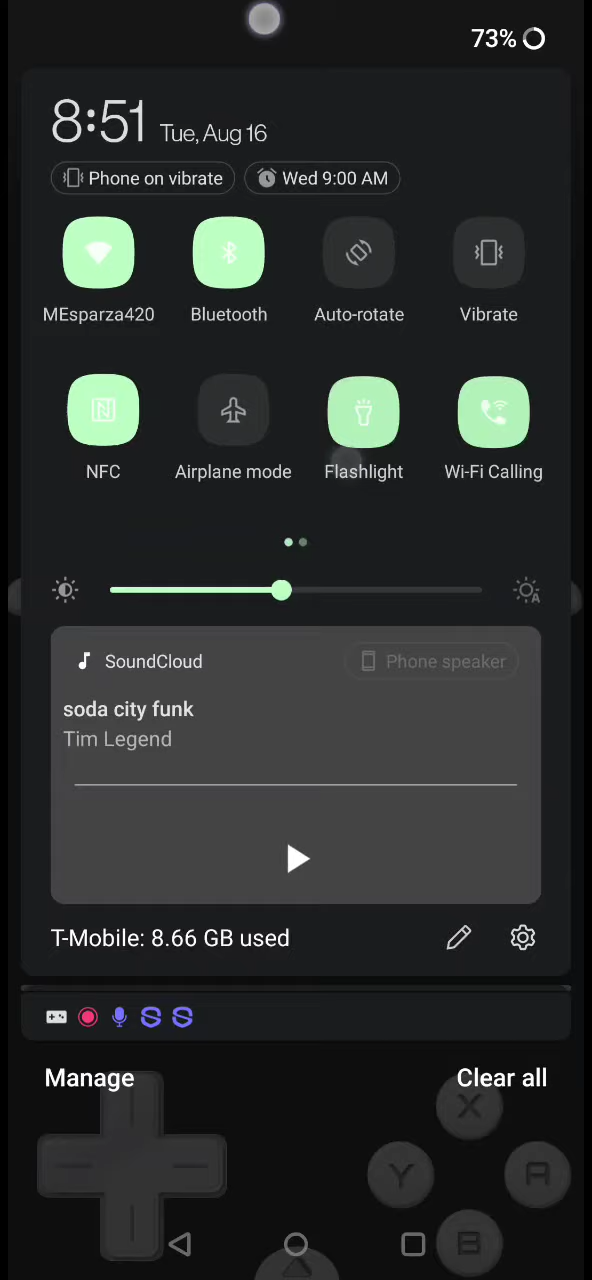 73%
8:51 Tue, Aug 16
Phone on vibrate Wed 9:00 AM
MEsparza420 Bluetooth Auto-rotate Vibrate
NFC Airplane mode Flashlight Wi-Fi Calling
A
SoundCloud Phone speaker
soda city funk
Tim Legend
T-Mobile: 8.66 GB used
Manage Clear all
X
Y A
B